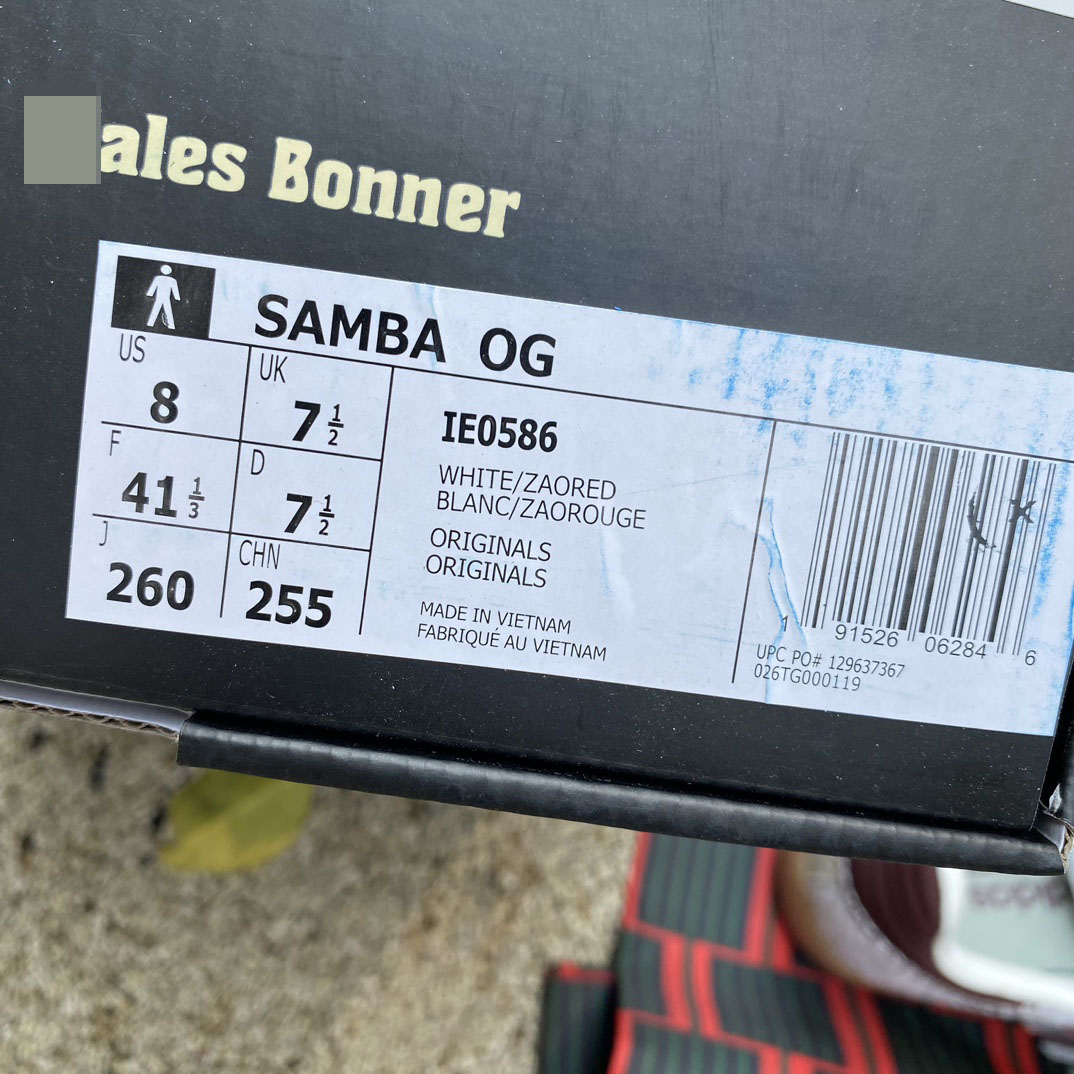 ales Bonner
SAMBA OG
US
8
UK
7 1/2
F
41 1/3
D
7 1/2
J
260
CHN
255
IE0586
WHITE/ZAORED
BLANC/ZAOROUGE
ORIGINALS
ORIGINALS
MADE IN VIETNAM
FABRIQUÉ AU VIETNAM
1 91526 06284 6
UPC PO# 129637367
026TG000119